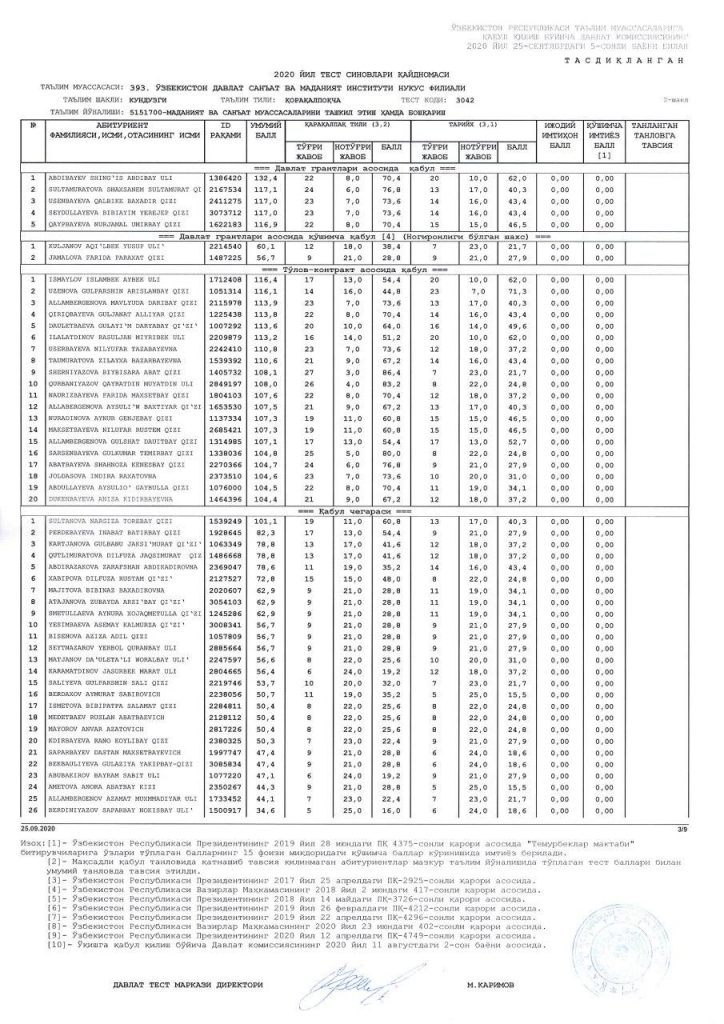 ЎЗБЕКИСТОН РЕСПУБЛИКАСИ ТАЪЛИМ МУАССАСАЛАРИГА
ҚАБУЛ ҚИЛИШ БЎЙИЧА ДАВЛАТ КОМИССИЯСИНИНГ
2020 ЙИЛ 25-СЕНТЯБРДАГИ 5-СОНЛИ БАЁНИ БИЛАН
ТАСДИҚЛАНГАН
2020 ЙИЛ ТЕСТ СИНОВЛАРИ ҚАЙДНОМАСИ
ТАЪЛИМ МУАССАСАСИ: 393. ЎЗБЕКИСТОН ДАВЛАТ САНЪАТ ВА МАДАНИЯТ ИНСТИТУТИ НУКУС ФИЛИАЛИ
ТАЪЛИМ ШАКЛИ: КУНДУЗГИ ТАЪЛИМ ТИЛИ: ҚОРАҚАЛПОҚЧА ТЕСТ КОДИ: 3042 2-шакл
ТАЪЛИМ ЙЎНАЛИШИ: 5151700-МАДАНИЯТ ВА САНЪАТ МУАССАСАЛАРИНИ ТАШКИЛ ЭТИШ ҲАМДА БОШҚАРИШ
№ АБИТУРИЕНТ ФАМИЛИЯСИ,ИСМИ,ОТАСИНИНГ ИСМИ ID РАҚАМИ УМУМИЙ БАЛЛ ҚАРАҚАЛПАК ТИЛИ (3,2) ТАРИХ (3,1) ИЖОДИЙ ИМТИҲОН БАЛЛ ҚЎШИМЧА ИМТИЁЗ БАЛЛ [1] ТАНЛАНГАН ТАНЛОВГА ТАВСИЯ
ТЎҒРИ ЖАВОБ НОТЎҒРИ ЖАВОБ БАЛЛ ТЎҒРИ ЖАВОБ НОТЎҒРИ ЖАВОБ БАЛЛ
=== Давлат грантлари асосида қабул ===
1 ABDIBAYEV SHING'IS ARDIBAT ULI 1386420 132,4 22 8,0 70,4 20 10,0 62,0 0,00 0,00
2 SULTAMURATOVA SHAXSANEM SULTAMURAT QI 2167534 117,1 24 6,0 76,8 13 17,0 40,3 0,00 0,00
3 USENBAYEVA QALBIKE BAXADIR QIZI 2411275 117,0 23 7,0 73,6 14 16,0 43,4 0,00 0,00
4 SEYDULLAYEVA BIBIAYIM YEREJEP QIZI 3073712 117,0 23 7,0 73,6 14 16,0 43,4 0,00 0,00
5 QAYPBAYEVA NURJAMAL UMIRBAY QIZI 1622183 116,9 22 8,0 70,4 15 15,0 46,5 0,00 0,00
=== Давлат грантлари асосида қўшимча қабул [4] (Ногиронлиги бўлган шахс) ===
1 KULJANOV AQI'LBEK YUSUP ULI' 2214540 60,1 12 18,0 38,4 7 23,0 21,7 0,00 0,00
2 JAMALOVA FARIDA PARAXAT QIZI 1487225 56,7 9 21,0 28,8 9 21,0 27,9 0,00 0,00
=== Тўлов-контракт асосида қабул ===
1 ISMAYLOV ISLAMBEK AYBEK ULI 1712408 116,4 17 13,0 54,4 20 10,0 62,0 0,00 0,00
2 UZENOVA GULPARSHIN ARISLANBAY QIZI 1051314 116,1 14 16,0 44,8 23 7,0 71,3 0,00 0,00
3 ALLAMBERGENOVA MAVLYUDA DARIBAY QIZI 2115978 113,9 23 7,0 73,6 13 17,0 40,3 0,00 0,00
4 QIRIQBAYEVA GULJANAT ALLIYAR QIZI 1225438 113,8 22 8,0 70,4 14 16,0 43,4 0,00 0,00
5 DAULETBAEVA GULAYI'M DARYABAY QI'ZI' 1007292 113,6 20 10,0 64,0 16 14,0 49,6 0,00 0,00
6 ILALATDINOV RASULJAN MIYRIBEK ULI 2209879 113,2 16 14,0 51,2 20 10,0 62,0 0,00 0,00
7 USERBAYEVA NILYUFAR TAZABAYEVNA 2242410 110,8 23 7,0 73,6 12 18,0 37,2 0,00 0,00
8 TAUMURATOVA XILAYXA BAZARBAYEVNA 1539392 110,6 21 9,0 67,2 14 16,0 43,4 0,00 0,00
9 SHERNIYAZOVA BIYBISARA ABAT QIZI 1405732 108,1 27 3,0 86,4 7 23,0 21,7 0,00 0,00
10 QURBANIYAZOV QAYRATDIN MUYATDIN ULI 2849197 108,0 26 4,0 83,2 8 22,0 24,8 0,00 0,00
11 NADRIZBAYEVA FARIDA MAXSETBAY QIZI 1804103 107,6 22 8,0 70,4 12 18,0 37,2 0,00 0,00
12 ALLABERGENOVA AYSULI'W BAXTIYAR QI'ZI 1653530 107,5 21 9,0 67,2 13 17,0 40,3 0,00 0,00
13 NURADINOVA AYNUR GENJEBAY QIZI 1137334 107,3 19 11,0 60,8 15 15,0 46,5 0,00 0,00
14 MAKSETBAYEVA NILUFAR RUSTEM QIZI 2685421 107,3 19 11,0 60,8 15 15,0 46,5 0,00 0,00
15 ALLAMBERGENOVA GULSHAT DAUITBAY QIZI 1314985 107,1 17 13,0 54,4 17 13,0 52,7 0,00 0,00
16 SARSENBAYEVA GULKUMAR TEMIRBAY QIZI 1338036 104,8 25 5,0 80,0 8 22,0 24,8 0,00 0,00
17 ABATBAYEVA SHAHNOZA KENESBAY QIZI 2270366 104,7 24 6,0 76,8 9 21,0 27,9 0,00 0,00
18 JOLDASOVA INDIRA RAXATOVNA 2373510 104,6 23 7,0 73,6 10 20,0 31,0 0,00 0,00
19 ABDULLAYEVA AYSULIO' GAYBULLA QIZI 1076000 104,5 22 8,0 70,4 11 19,0 34,1 0,00 0,00
20 DUKENBAYEVA ANISA KIDIRBAYEVNA 1464396 104,4 21 9,0 67,2 12 18,0 37,2 0,00 0,00
=== Қабул чегараси ===
1 SULTANOVA NARGIZA TOREBAY QIZI 1539249 101,1 19 11,0 60,8 13 17,0 40,3 0,00 0,00
2 PERDEBAYEVA INABAT BATIRBAY QIZI 1928645 82,3 17 13,0 54,4 9 21,0 27,9 0,00 0,00
3 KARTJANOVA GULBANU JAKSI'MURAT QI'ZI' 1063349 78,8 13 17,0 41,6 12 18,0 37,2 0,00 0,00
4 QUTLIMURATOVA DILFUZA JAQSIMURAT QIZ 1486668 78,8 13 17,0 41,6 12 18,0 37,2 0,00 0,00
5 ABDIRAZAKOVA ZARAFSHAN ABDIKADIROVNA 2369047 78,6 11 19,0 35,2 14 16,0 43,4 0,00 0,00
6 XABIPOVA DILFUZA RUSTAM QI'ZI' 2127527 72,8 15 15,0 48,0 8 22,0 24,8 0,00 0,00
7 MAJITOVA BIBINAZ BAXADIROVNA 2020607 62,9 9 21,0 28,8 11 19,0 34,1 0,00 0,00
8 ATAJANOVA ZUBAYDA ARZI'BAY QI'ZI' 3054103 62,9 9 21,0 28,8 11 19,0 34,1 0,00 0,00
9 SMETULLAEVA AYNURA KOJAQMETULLA QI'ZI 1245286 62,9 9 21,0 28,8 11 19,0 34,1 0,00 0,00
10 YESIMBAEVA ASEMAY KALMURZA QI'ZI' 3008341 56,7 9 21,0 28,8 9 21,0 27,9 0,00 0,00
11 BISENOVA AZIZA ADIL QIZI 1057809 56,7 9 21,0 28,8 9 21,0 27,9 0,00 0,00
12 SEYTNAZAROV YERBOL QURANBAY ULI 2885664 56,7 9 21,0 28,8 9 21,0 27,9 0,00 0,00
13 MATJANOV DA'ULETA'LI WORALBAY ULI' 2247597 56,6 8 22,0 25,6 10 20,0 31,0 0,00 0,00
14 KARAMATDINOV JASURBEK MARAT ULI 2804665 56,4 6 24,0 19,2 12 18,0 37,2 0,00 0,00
15 SALIYEVA GULPARSHIN SALI QIZI 2219746 53,7 10 20,0 32,0 7 23,0 21,7 0,00 0,00
16 BERDAXOV AYMURAT SABIROVICH 2238056 50,7 11 19,0 35,2 5 25,0 15,5 0,00 0,00
17 ISMETOVA BIBIPATPA SALAMAT QIZI 2284811 50,4 8 22,0 25,6 8 22,0 24,8 0,00 0,00
18 MEDETBAEV RUSLAN ABATBAEVICH 2128112 50,4 8 22,0 25,6 8 22,0 24,8 0,00 0,00
19 MAYOROV ANVAR AZATOVICH 2817226 50,4 8 22,0 25,6 8 22,0 24,8 0,00 0,00
20 KDIRBAYEVA RANO KOYLIBAY QIZI 2380325 50,3 7 23,0 22,4 9 21,0 27,9 0,00 0,00
21 SAPARBAYEV DASTAN MAXSETBAYEVICH 1997747 47,4 9 21,0 28,8 6 24,0 18,6 0,00 0,00
22 BEKBAULIYEVA GULAZIYA YAKIPBAY-QIZI 3085834 47,4 9 21,0 28,8 6 24,0 18,6 0,00 0,00
23 ABUBAKIROV BAYRAM SABIT ULI 1077220 47,1 6 24,0 19,2 9 21,0 27,9 0,00 0,00
24 AMETOVA ANORA ABATBAY KIZI 2350267 44,3 9 21,0 28,8 5 25,0 15,5 0,00 0,00
25 ALLAMBERGENOV AZAMAT MUXMMADIYAR ULI 1733452 44,1 7 23,0 22,4 7 23,0 21,7 0,00 0,00
26 BERDINIYAZOV SAPARBAY NOKISBAY ULI' 1500917 34,6 5 25,0 16,0 6 24,0 18,6 0,00 0,00
25.09.2020 3/9
Изоҳ:[1]- Ўзбекистон Республикаси Президентининг 2019 йил 28 июндаги ПҚ 4375-сонли қарори асосида "Темурбеклар мактаби"
битирувчиларига ўзлари тўплаган балларнинг 15 фоизи миқдоридаги қўшимча баллар кўринишида имтиёз берилади.
[2]- Мақсадли қабул танловида қатнашиб тавсия қилинмаган абитуриентлар мазкур таълим йўналишида тўплаган тест баллари билан
умумий танловда тавсия этилди.
[3]- Ўзбекистон Республикаси Президентининг 2017 йил 25 апрелдаги ПҚ-2925-сонли қарори асосида.
[4]- Ўзбекистон Республикаси Вазирлар Маҳкамасининг 2018 йил 2 июндаги 417-сонли қарори асосида.
[5]- Ўзбекистон Республикаси Президентининг 2018 йил 14 майдаги ПҚ-3726-сонли қарори асосида.
[6]- Ўзбекистон Республикаси Президентининг 2019 йил 26 февралдаги ПҚ-4212-сонли қарори асосида.
[7]- Ўзбекистон Республикаси Президентининг 2019 йил 22 апрелдаги ПҚ-4296-сонли қарори асосида.
[8]- Ўзбекистон Республикаси Вазирлар Маҳкамасининг 2020 йил 23 июндаги 402-сонли қарори асосида.
[9]- Ўзбекистон Республикаси Президентининг 2020 йил 12 апрелдаги ПҚ-4749-сонли қарори асосида.
[10]- Ўқишга қабул қилиш бўйича Давлат комиссиясининг 2020 йил 11 августдаги 2-сон баёни асосида.
ДАВЛАТ ТЕСТ МАРКАЗИ ДИРЕКТОРИ М.КАРИМОВ